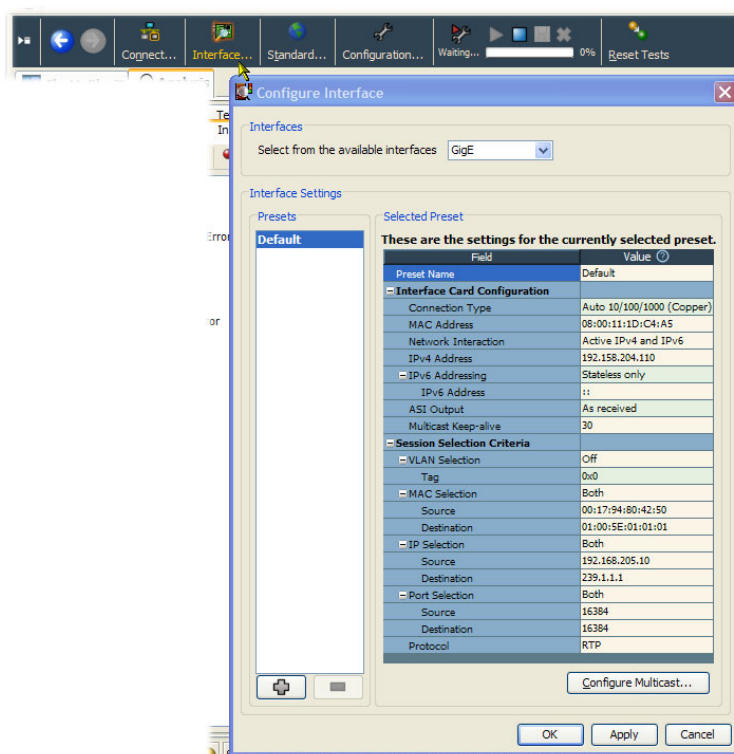 Connect...
Interface...
Standard...
Configuration...
Waiting...
0%
Reset Tests
Te
In
Error
or
Configure Interface
Interfaces
Select from the available interfaces GigE
Interface Settings
Presets
Default
Selected Preset
These are the settings for the currently selected preset.
Field Value
Preset Name Default
Interface Card Configuration
Connection Type Auto 10/100/1000 (Copper)
MAC Address 08:00:11:1D:C4:A5
Network Interaction Active IPv4 and IPv6
IPv4 Address 192.158.204.110
IPv6 Addressing Stateless only
IPv6 Address ::
ASI Output As received
Multicast Keep-alive 30
Session Selection Criteria
VLAN Selection Off
Tag 0x0
MAC Selection Both
Source 00:17:94:80:42:50
Destination 01:00:5E:01:01:01
IP Selection Both
Source 192.168.205.10
Destination 239.1.1.1
Port Selection Both
Source 16384
Destination 16384
Protocol RTP
Configure Multicast...
OK Apply Cancel